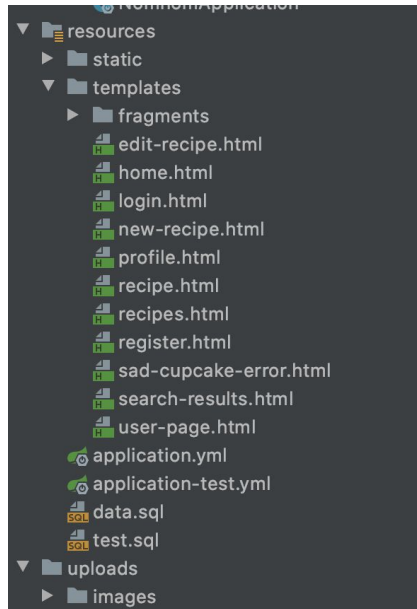 NomnomApplication
resources
static
templates
fragments
edit-recipe.html
home.html
login.html
new-recipe.html
profile.html
recipe.html
recipes.html
register.html
sad-cupcake-error.html
search-results.html
user-page.html
application.yml
application-test.yml
data.sql
test.sql
uploads
images